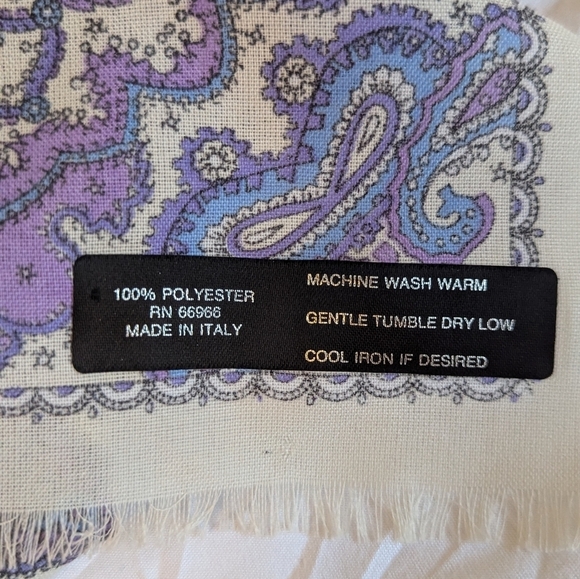 100% POLYESTER
RN 66966
MADE IN ITALY
MACHINE WASH WARM
GENTLE TUMBLE DRY LOW
COOL IRON IF DESIRED